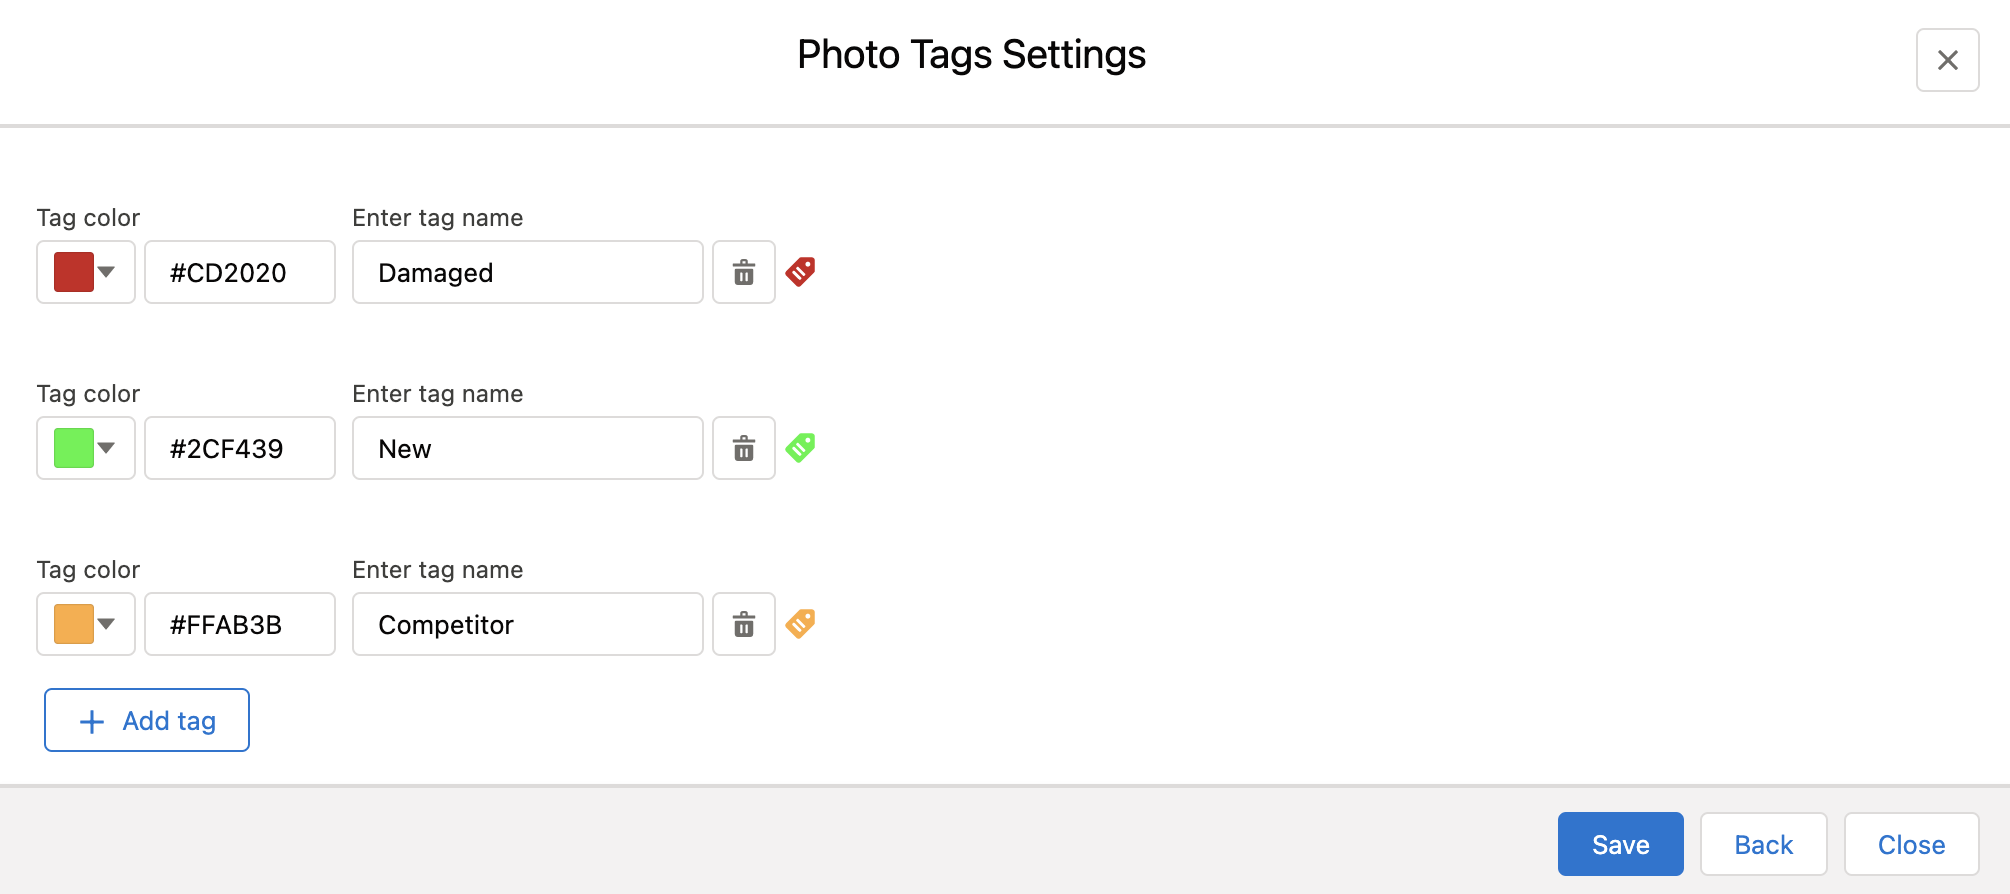 Photo Tags Settings
Tag color Enter tag name
#CD2020 Damaged
Tag color Enter tag name
#2CF439 New
Tag color Enter tag name
#FFAB3B Competitor
Add tag
Save Back Close